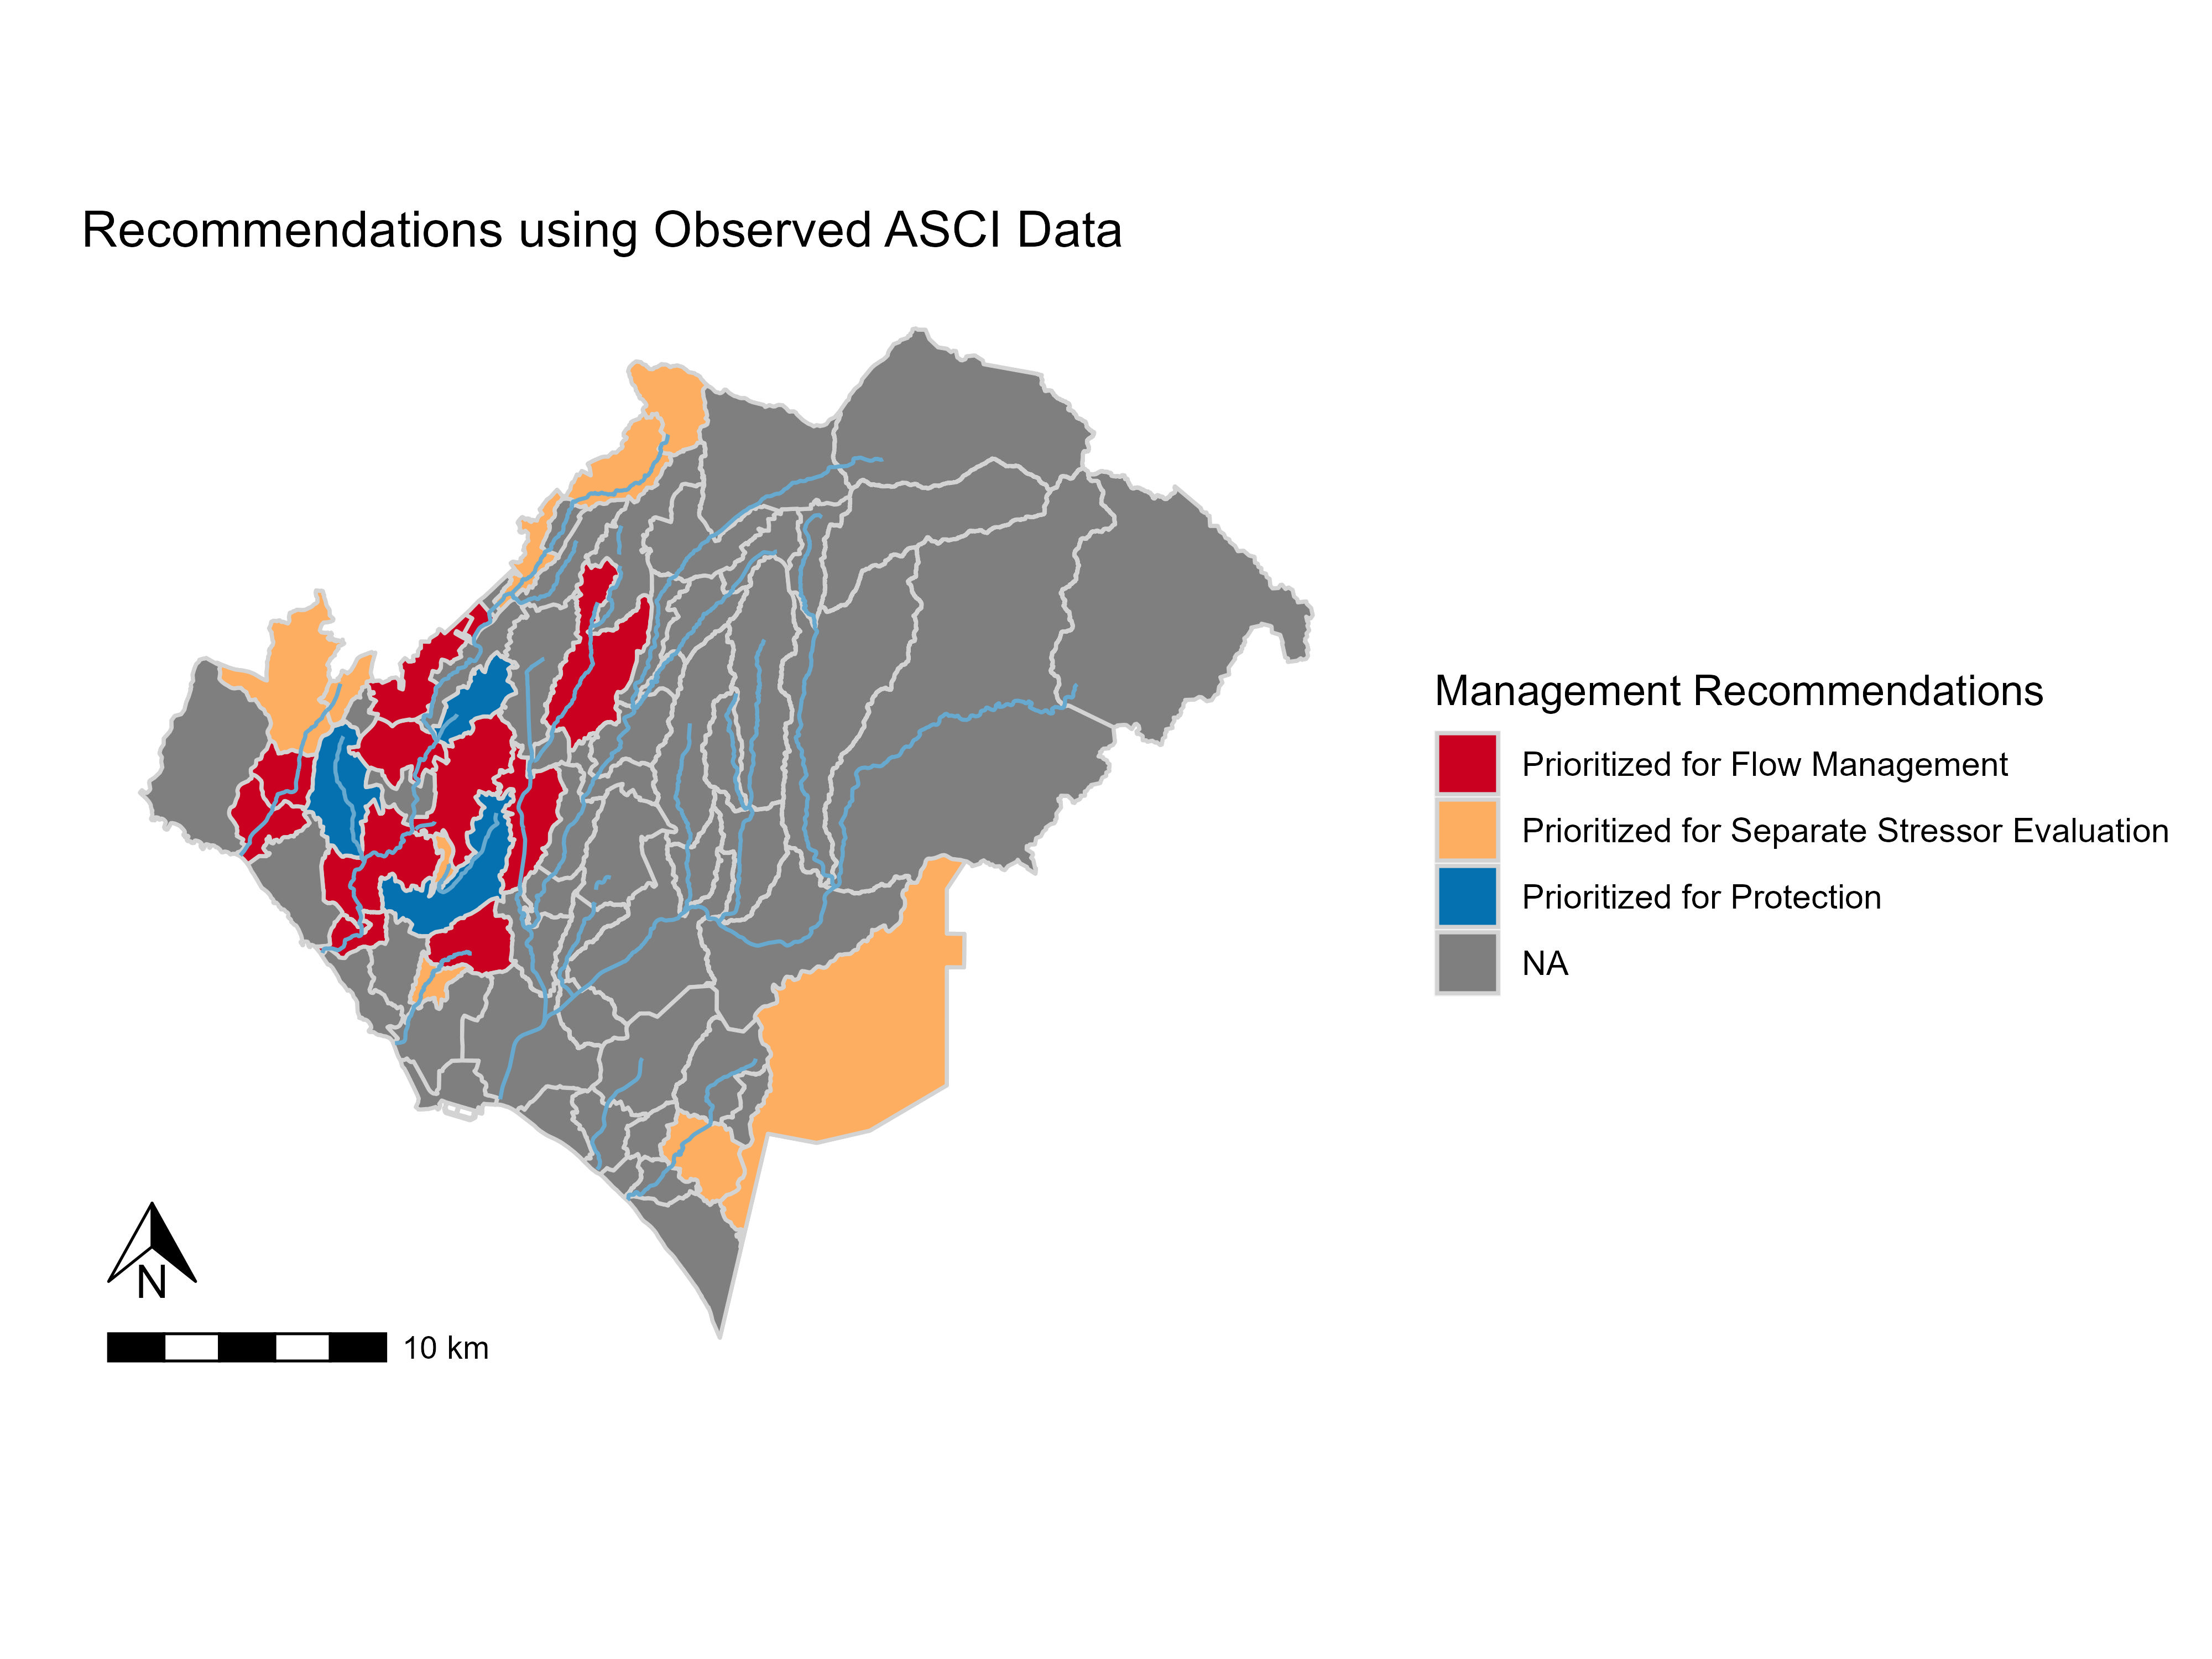 Recommendations using Observed ASCI Data
Management Recommendations
Prioritized for Flow Management
Prioritized for Separate Stressor Evaluation
Prioritized for Protection
NA
N
10 km